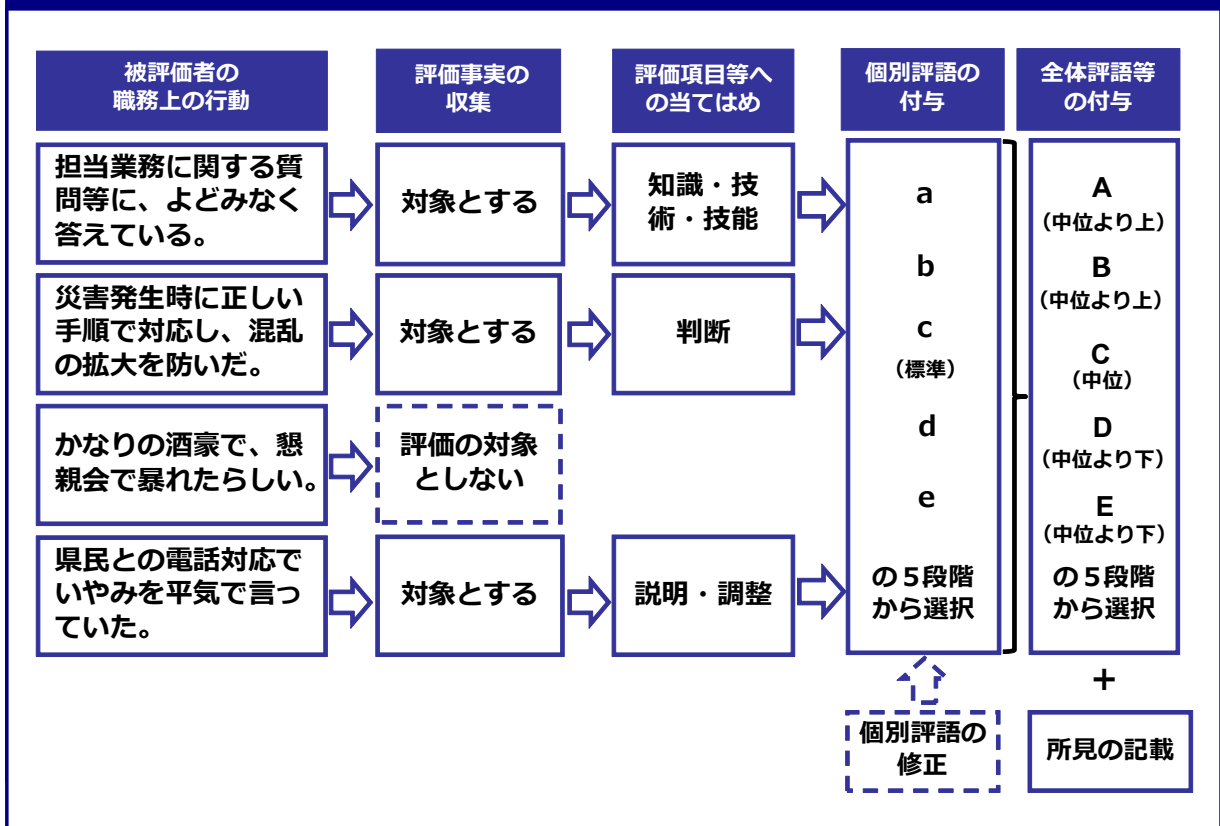 被評価者の
職務上の行動
評価事実の
収集
評価項目等へ
の当てはめ
個別評語の
付与
全体評語等
の付与
担当業務に関する質
問等に、よどみなく
答えている。
対象とする
知識・技
術・技能
災害発生時に正しい
手順で対応し、混乱
の拡大を防いだ。
対象とする
判断
かなりの酒豪で、懇
親会で暴れたらしい。
評価の対象
としない
県民との電話対応で
いやみを平気で言っ
ていた。
対象とする
説明・調整
a
b
c
（標準）
d
e
の５段階
から選択
A
（中位より上）
B
（中位より上）
C
（中位）
D
（中位より下）
E
（中位より下）
の５段階
から選択
個別評語の
修正
＋
所見の記載